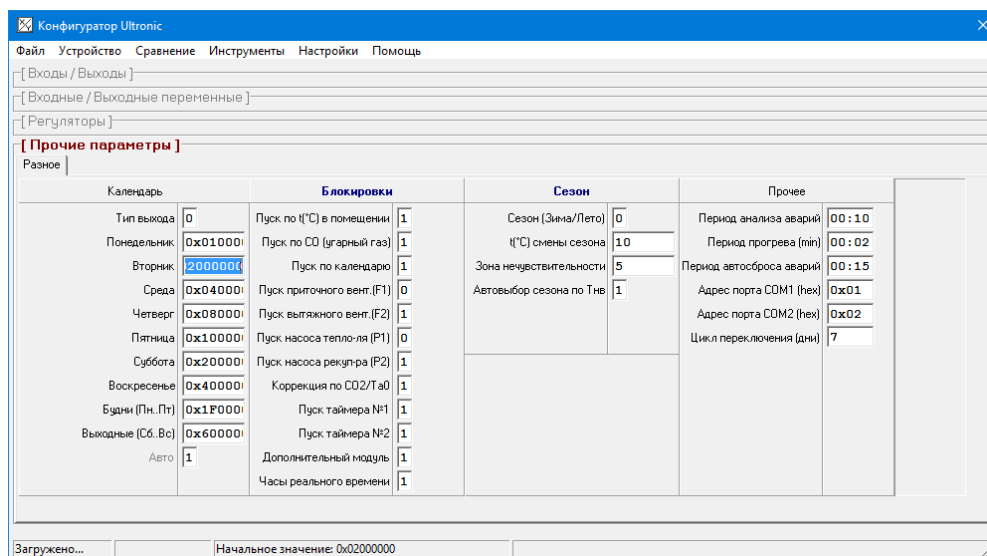 Конфигуратор Ultronic
Файл Устройство Сравнение Инструменты Настройки Помощь
[ Входы / Выходы ]
[ Входные / Выходные переменные ]
[ Регуляторы ]
[ Прочие параметры ]
Разное
Календарь Блокировки Сезон Прочее
Тип выхода 0 Пуск по t(°C) в помещении 1 Сезон (Зима/Лето) 0 Период анализа аварий 00:10
Понедельник 0x01000 Пуск по CO (угарный газ) 1 t(°C) смены сезона 10 Период прогрева (min) 00:02
Вторник 2000000 Пуск по календарю 1 Зона нечувствительности 5 Период автосброса аварий 00:15
Среда 0x04000 Пуск приточного вент.(F1) 0 Автовыбор сезона по Тнв 1 Адрес порта COM1 (hex) 0x01
Четверг 0x08000 Пуск вытяжного вент.(F2) 1 Адрес порта COM2 (hex) 0x02
Пятница 0x10000 Пуск насоса тепло-ля (P1) 0 Цикл переключения (дни) 7
Суббота 0x20000 Пуск насоса рекуп-ра (P2) 1
Воскресенье 0x40000 Коррекция по CO2/Ta0 1
Будни (Пн..Пт) 0x1F000 Пуск таймера №1 1
Выходные (Сб..Вс) 0x60000 Пуск таймера №2 1
Авто 1 Дополнительный модуль 1
Часы реального времени 1
Загружено... Начальное значение: 0x02000000